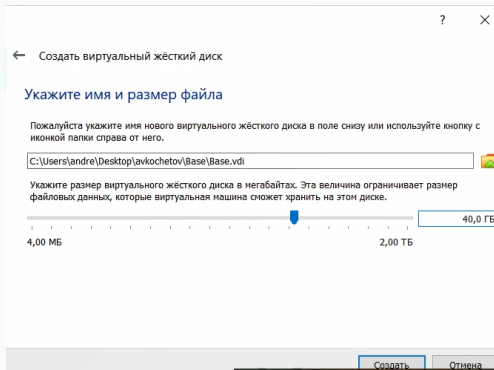 ?
Создать виртуальный жёсткий диск
Укажите имя и размер файла
Пожалуйста укажите имя нового виртуального жёсткого диска в поле снизу или используйте кнопку с
иконкой папки справа от него.
C:\Users\andre\Desktop\avkochetov\Base\Base.vdi
Укажите размер виртуального жёсткого диска в мегабайтах. Эта величина ограничивает размер
файловых данных, которые виртуальная машина сможет хранить на этом диске.
40,0 ГБ
4,00 МБ 2,00 ТБ
Создать Отмена